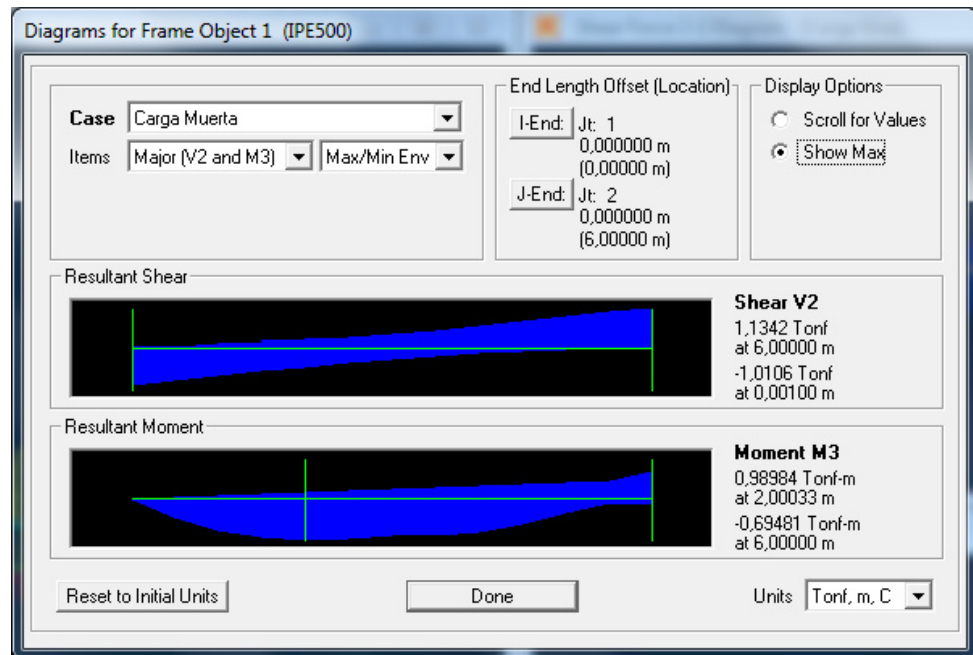 Diagrams for Frame Object 1 (IPE500)
Case Carga Muerta
Items Major (V2 and M3) Max/Min Env
End Length Offset (Location)
I-End: Jt: 1
0,000000 m
(0,00000 m)
J-End: Jt: 2
0,000000 m
(6,00000 m)
Display Options
Scroll for Values
Show Max
Resultant Shear
Shear V2
1,1342 Tonf
at 6,00000 m
-1,0106 Tonf
at 0,00100 m
Resultant Moment
Moment M3
0,98984 Tonf-m
at 2,00033 m
-0,69481 Tonf-m
at 6,00000 m
Reset to Initial Units
Done
Units Tonf, m, C